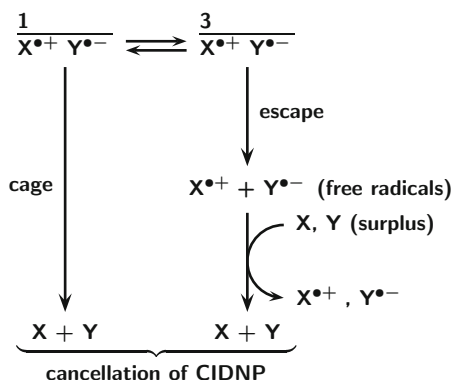 1 3
X•+ Y•− X•+ Y•−
escape
cage
X•+ + Y•− (free radicals)
X, Y (surplus)
X•+ , Y•−
X + Y X + Y
cancellation of CIDNP